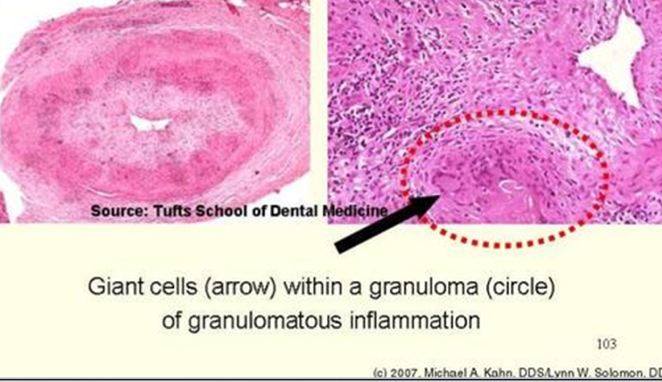 Source: Tufts School of Dental Medicine
Giant cells (arrow) within a granuloma (circle)
of granulomatous inflammation
103
(c) 2007, Michael A. Kahn, DDS/Lynn W. Solomon,